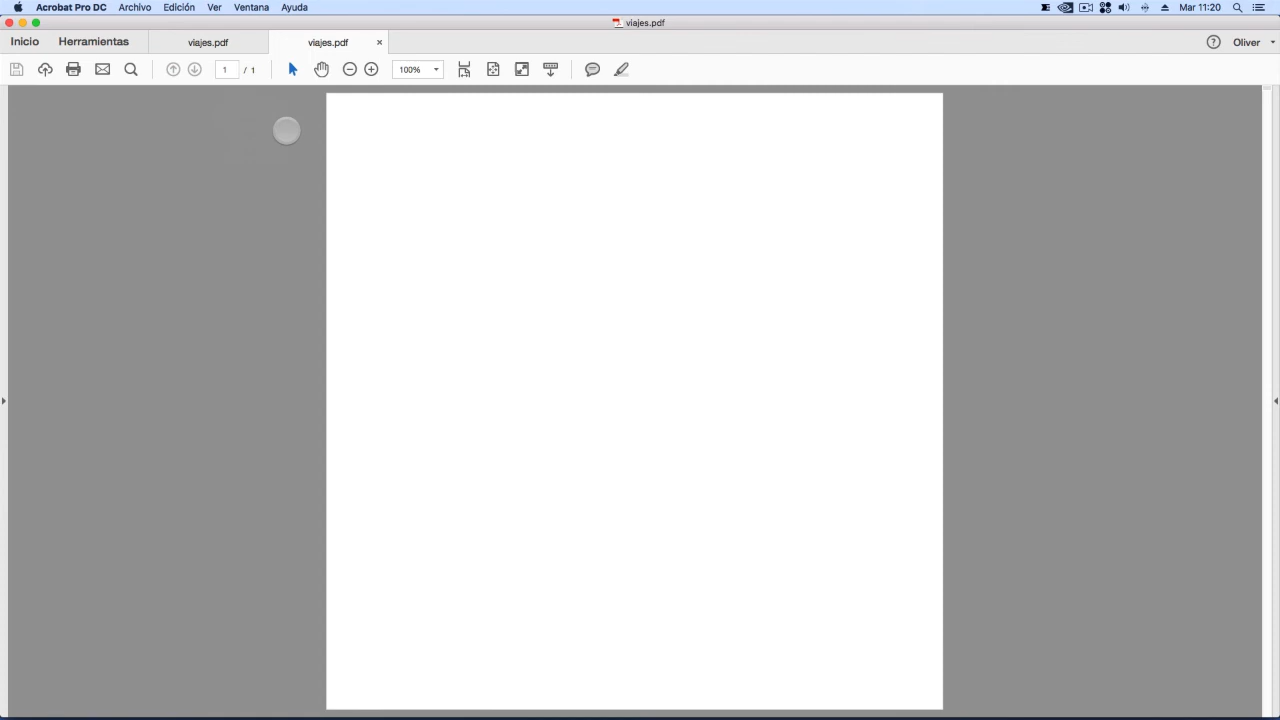 Acrobat Pro DC Archivo Edición Ver Ventana Ayuda Mar 11:20
viajes.pdf
Inicio Herramientas viajes.pdf viajes.pdf × ? Oliver
1 / 1 100%